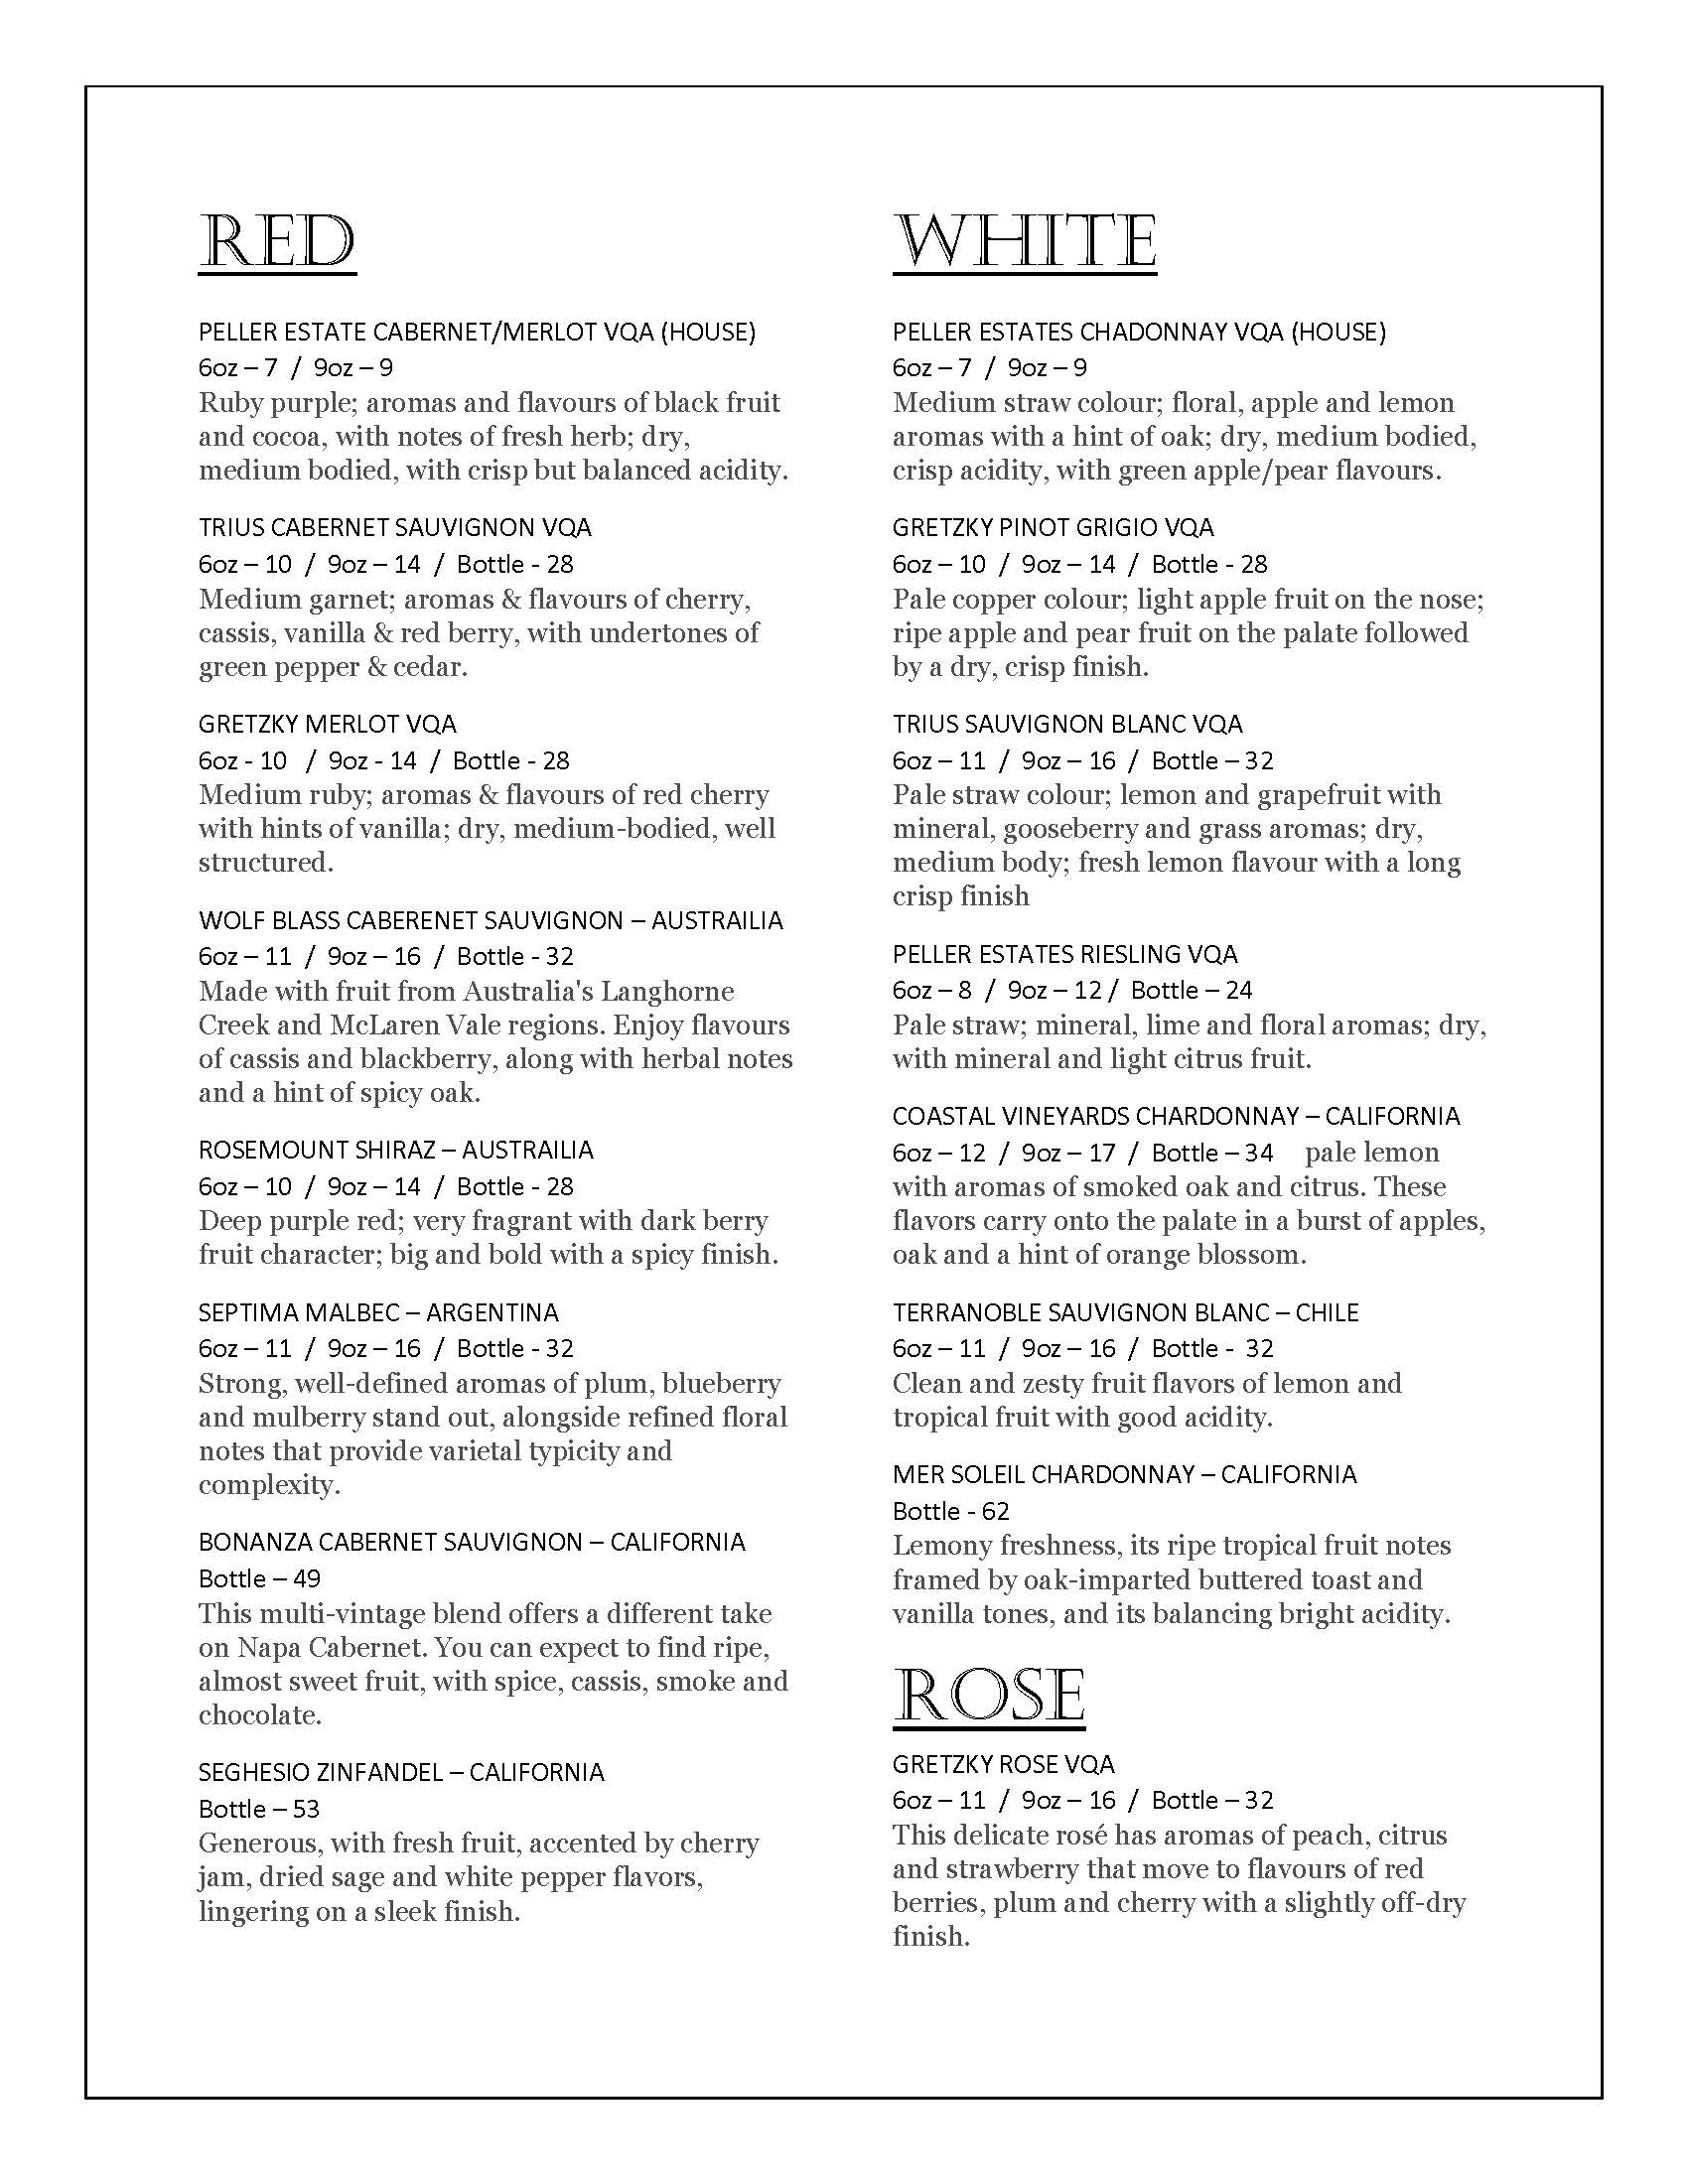 RED
PELLER ESTATE CABERNET/MERLOT VQA (HOUSE)
6oz – 7 / 9oz – 9
Ruby purple; aromas and flavours of black fruit
and cocoa, with notes of fresh herb; dry,
medium bodied, with crisp but balanced acidity.
TRIUS CABERNET SAUVIGNON VQA
6oz – 10 / 9oz – 14 / Bottle - 28
Medium garnet; aromas & flavours of cherry,
cassis, vanilla & red berry, with undertones of
green pepper & cedar.
GRETZKY MERLOT VQA
6oz - 10 / 9oz - 14 / Bottle - 28
Medium ruby; aromas & flavours of red cherry
with hints of vanilla; dry, medium-bodied, well
structured.
WOLF BLASS CABERENET SAUVIGNON – AUSTRAILIA
6oz – 11 / 9oz – 16 / Bottle - 32
Made with fruit from Australia's Langhorne
Creek and McLaren Vale regions. Enjoy flavours
of cassis and blackberry, along with herbal notes
and a hint of spicy oak.
ROSEMOUNT SHIRAZ – AUSTRAILIA
6oz – 10 / 9oz – 14 / Bottle - 28
Deep purple red; very fragrant with dark berry
fruit character; big and bold with a spicy finish.
SEPTIMA MALBEC – ARGENTINA
6oz – 11 / 9oz – 16 / Bottle - 32
Strong, well-defined aromas of plum, blueberry
and mulberry stand out, alongside refined floral
notes that provide varietal typicity and
complexity.
BONANZA CABERNET SAUVIGNON – CALIFORNIA
Bottle – 49
This multi-vintage blend offers a different take
on Napa Cabernet. You can expect to find ripe,
almost sweet fruit, with spice, cassis, smoke and
chocolate.
SEGHESIO ZINFANDEL – CALIFORNIA
Bottle – 53
Generous, with fresh fruit, accented by cherry
jam, dried sage and white pepper flavors,
lingering on a sleek finish.
WHITE
PELLER ESTATES CHADONNAY VQA (HOUSE)
6oz – 7 / 9oz – 9
Medium straw colour; floral, apple and lemon
aromas with a hint of oak; dry, medium bodied,
crisp acidity, with green apple/pear flavours.
GRETZKY PINOT GRIGIO VQA
6oz – 10 / 9oz – 14 / Bottle - 28
Pale copper colour; light apple fruit on the nose;
ripe apple and pear fruit on the palate followed
by a dry, crisp finish.
TRIUS SAUVIGNON BLANC VQA
6oz – 11 / 9oz – 16 / Bottle – 32
Pale straw colour; lemon and grapefruit with
mineral, gooseberry and grass aromas; dry,
medium body; fresh lemon flavour with a long
crisp finish
PELLER ESTATES RIESLING VQA
6oz – 8 / 9oz – 12 / Bottle – 24
Pale straw; mineral, lime and floral aromas; dry,
with mineral and light citrus fruit.
COASTAL VINEYARDS CHARDONNAY – CALIFORNIA
6oz – 12 / 9oz – 17 / Bottle – 34 pale lemon
with aromas of smoked oak and citrus. These
flavors carry onto the palate in a burst of apples,
oak and a hint of orange blossom.
TERRANOBLE SAUVIGNON BLANC – CHILE
6oz – 11 / 9oz – 16 / Bottle - 32
Clean and zesty fruit flavors of lemon and
tropical fruit with good acidity.
MER SOLEIL CHARDONNAY – CALIFORNIA
Bottle - 62
Lemony freshness, its ripe tropical fruit notes
framed by oak-imparted buttered toast and
vanilla tones, and its balancing bright acidity.
ROSE
GRETZKY ROSE VQA
6oz – 11 / 9oz – 16 / Bottle – 32
This delicate rosé has aromas of peach, citrus
and strawberry that move to flavours of red
berries, plum and cherry with a slightly off-dry
finish.